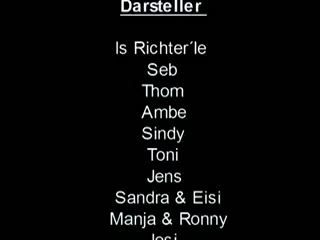 Darsteller
Is Richter´le
Seb
Thom
Ambe
Sindy
Toni
Jens
Sandra & Eisi
Manja & Ronny